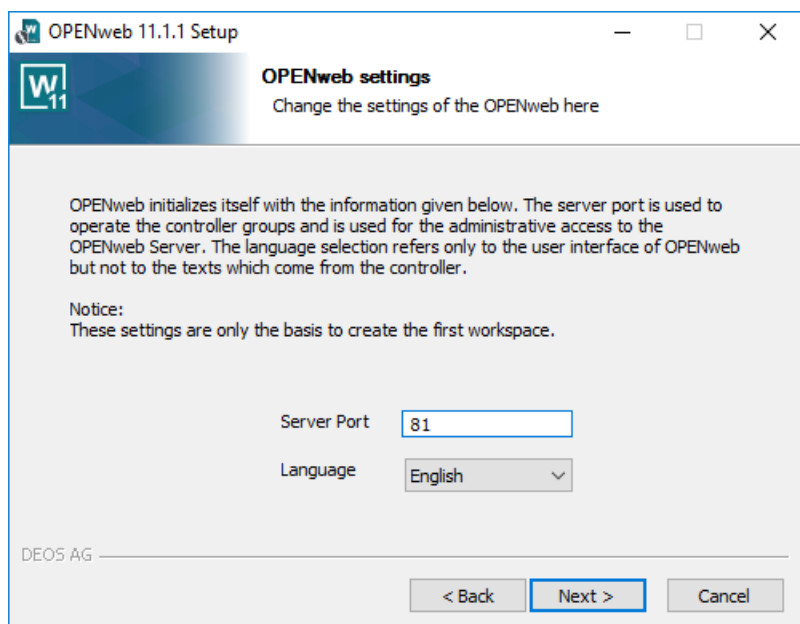 OPENweb 11.1.1 Setup
W
11
OPENweb settings
Change the settings of the OPENweb here
OPENweb initializes itself with the information given below. The server port is used to
operate the controller groups and is used for the administrative access to the
OPENweb Server. The language selection refers only to the user interface of OPENweb
but not to the texts which come from the controller.
Notice:
These settings are only the basis to create the first workspace.
Server Port 81
Language English
DEOS AG
< Back Next > Cancel